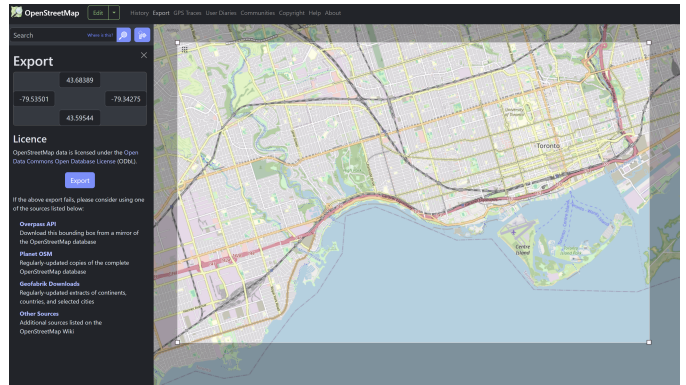 OpenStreetMap Edit History Export GPS Traces User Diaries Communities Copyright Help About
Search Where is this?
Export
43.68389
-79.53501 -79.34275
43.59544
Licence
OpenStreetMap data is licensed under the Open
Data Commons Open Database License (ODbL).
Export
If the above export fails, please consider using one
of the sources listed below:
Overpass API
Download this bounding box from a mirror of
the OpenStreetMap database
Planet OSM
Regularly-updated copies of the complete
OpenStreetMap database
Geofabrik Downloads
Regularly-updated extracts of continents,
countries, and selected cities
Other Sources
Additional sources listed on the
OpenStreetMap Wiki
University
of Toronto
Toronto
Centre
Island